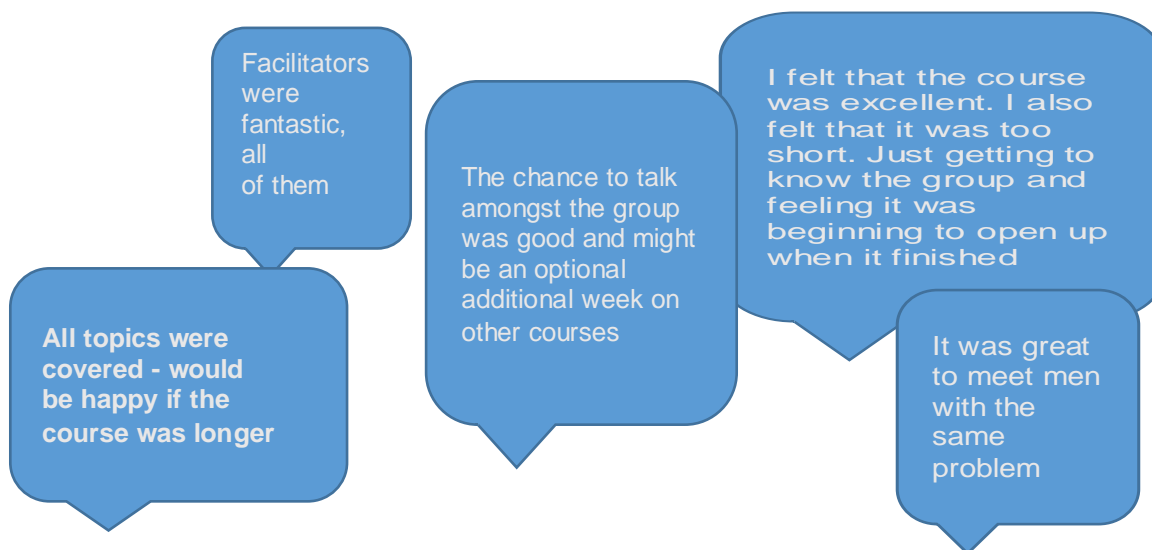 Facilitators
were
fantastic,
all
of them
All topics were
covered - would
be happy if the
course was longer
The chance to talk
amongst the group
was good and might
be an optional
additional week on
other courses
I felt that the course
was excellent. I also
felt that it was too
short. Just getting to
know the group and
feeling it was
beginning to open up
when it finished
It was great
to meet men
with the
same
problem